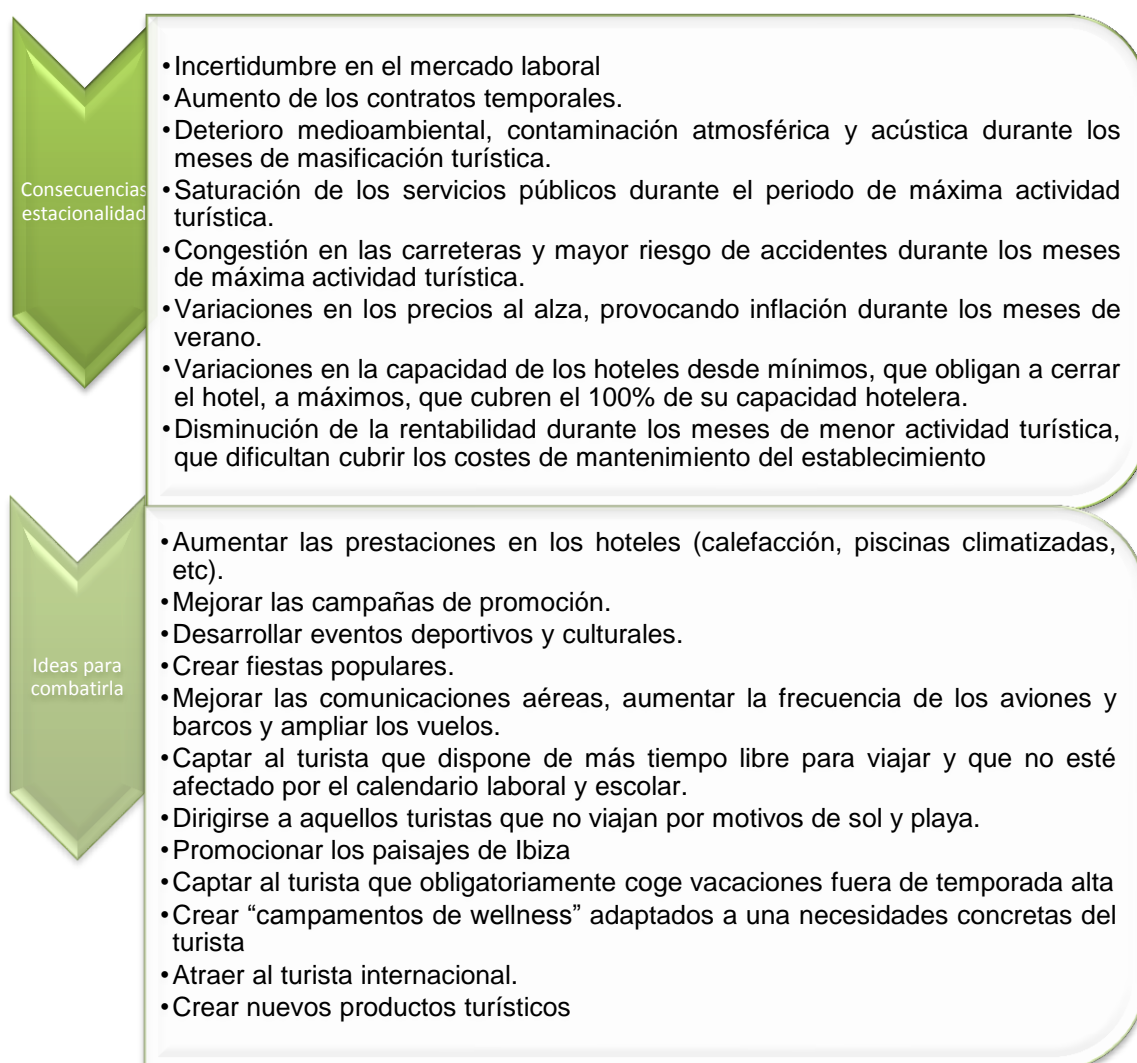 Consecuencias
estacionalidad
•Incertidumbre en el mercado laboral
•Aumento de los contratos temporales.
•Deterioro medioambiental, contaminación atmosférica y acústica durante los
meses de masificación turística.
•Saturación de los servicios públicos durante el periodo de máxima actividad
turística.
•Congestión en las carreteras y mayor riesgo de accidentes durante los meses
de máxima actividad turística.
•Variaciones en los precios al alza, provocando inflación durante los meses de
verano.
•Variaciones en la capacidad de los hoteles desde mínimos, que obligan a cerrar
el hotel, a máximos, que cubren el 100% de su capacidad hotelera.
•Disminución de la rentabilidad durante los meses de menor actividad turística,
que dificultan cubrir los costes de mantenimiento del establecimiento
Ideas para
combatirla
•Aumentar las prestaciones en los hoteles (calefacción, piscinas climatizadas,
etc).
•Mejorar las campañas de promoción.
•Desarrollar eventos deportivos y culturales.
•Crear fiestas populares.
•Mejorar las comunicaciones aéreas, aumentar la frecuencia de los aviones y
barcos y ampliar los vuelos.
•Captar al turista que dispone de más tiempo libre para viajar y que no esté
afectado por el calendario laboral y escolar.
•Dirigirse a aquellos turistas que no viajan por motivos de sol y playa.
•Promocionar los paisajes de Ibiza
•Captar al turista que obligatoriamente coge vacaciones fuera de temporada alta
•Crear “campamentos de wellness” adaptados a una necesidades concretas del
turista
•Atraer al turista internacional.
•Crear nuevos productos turísticos